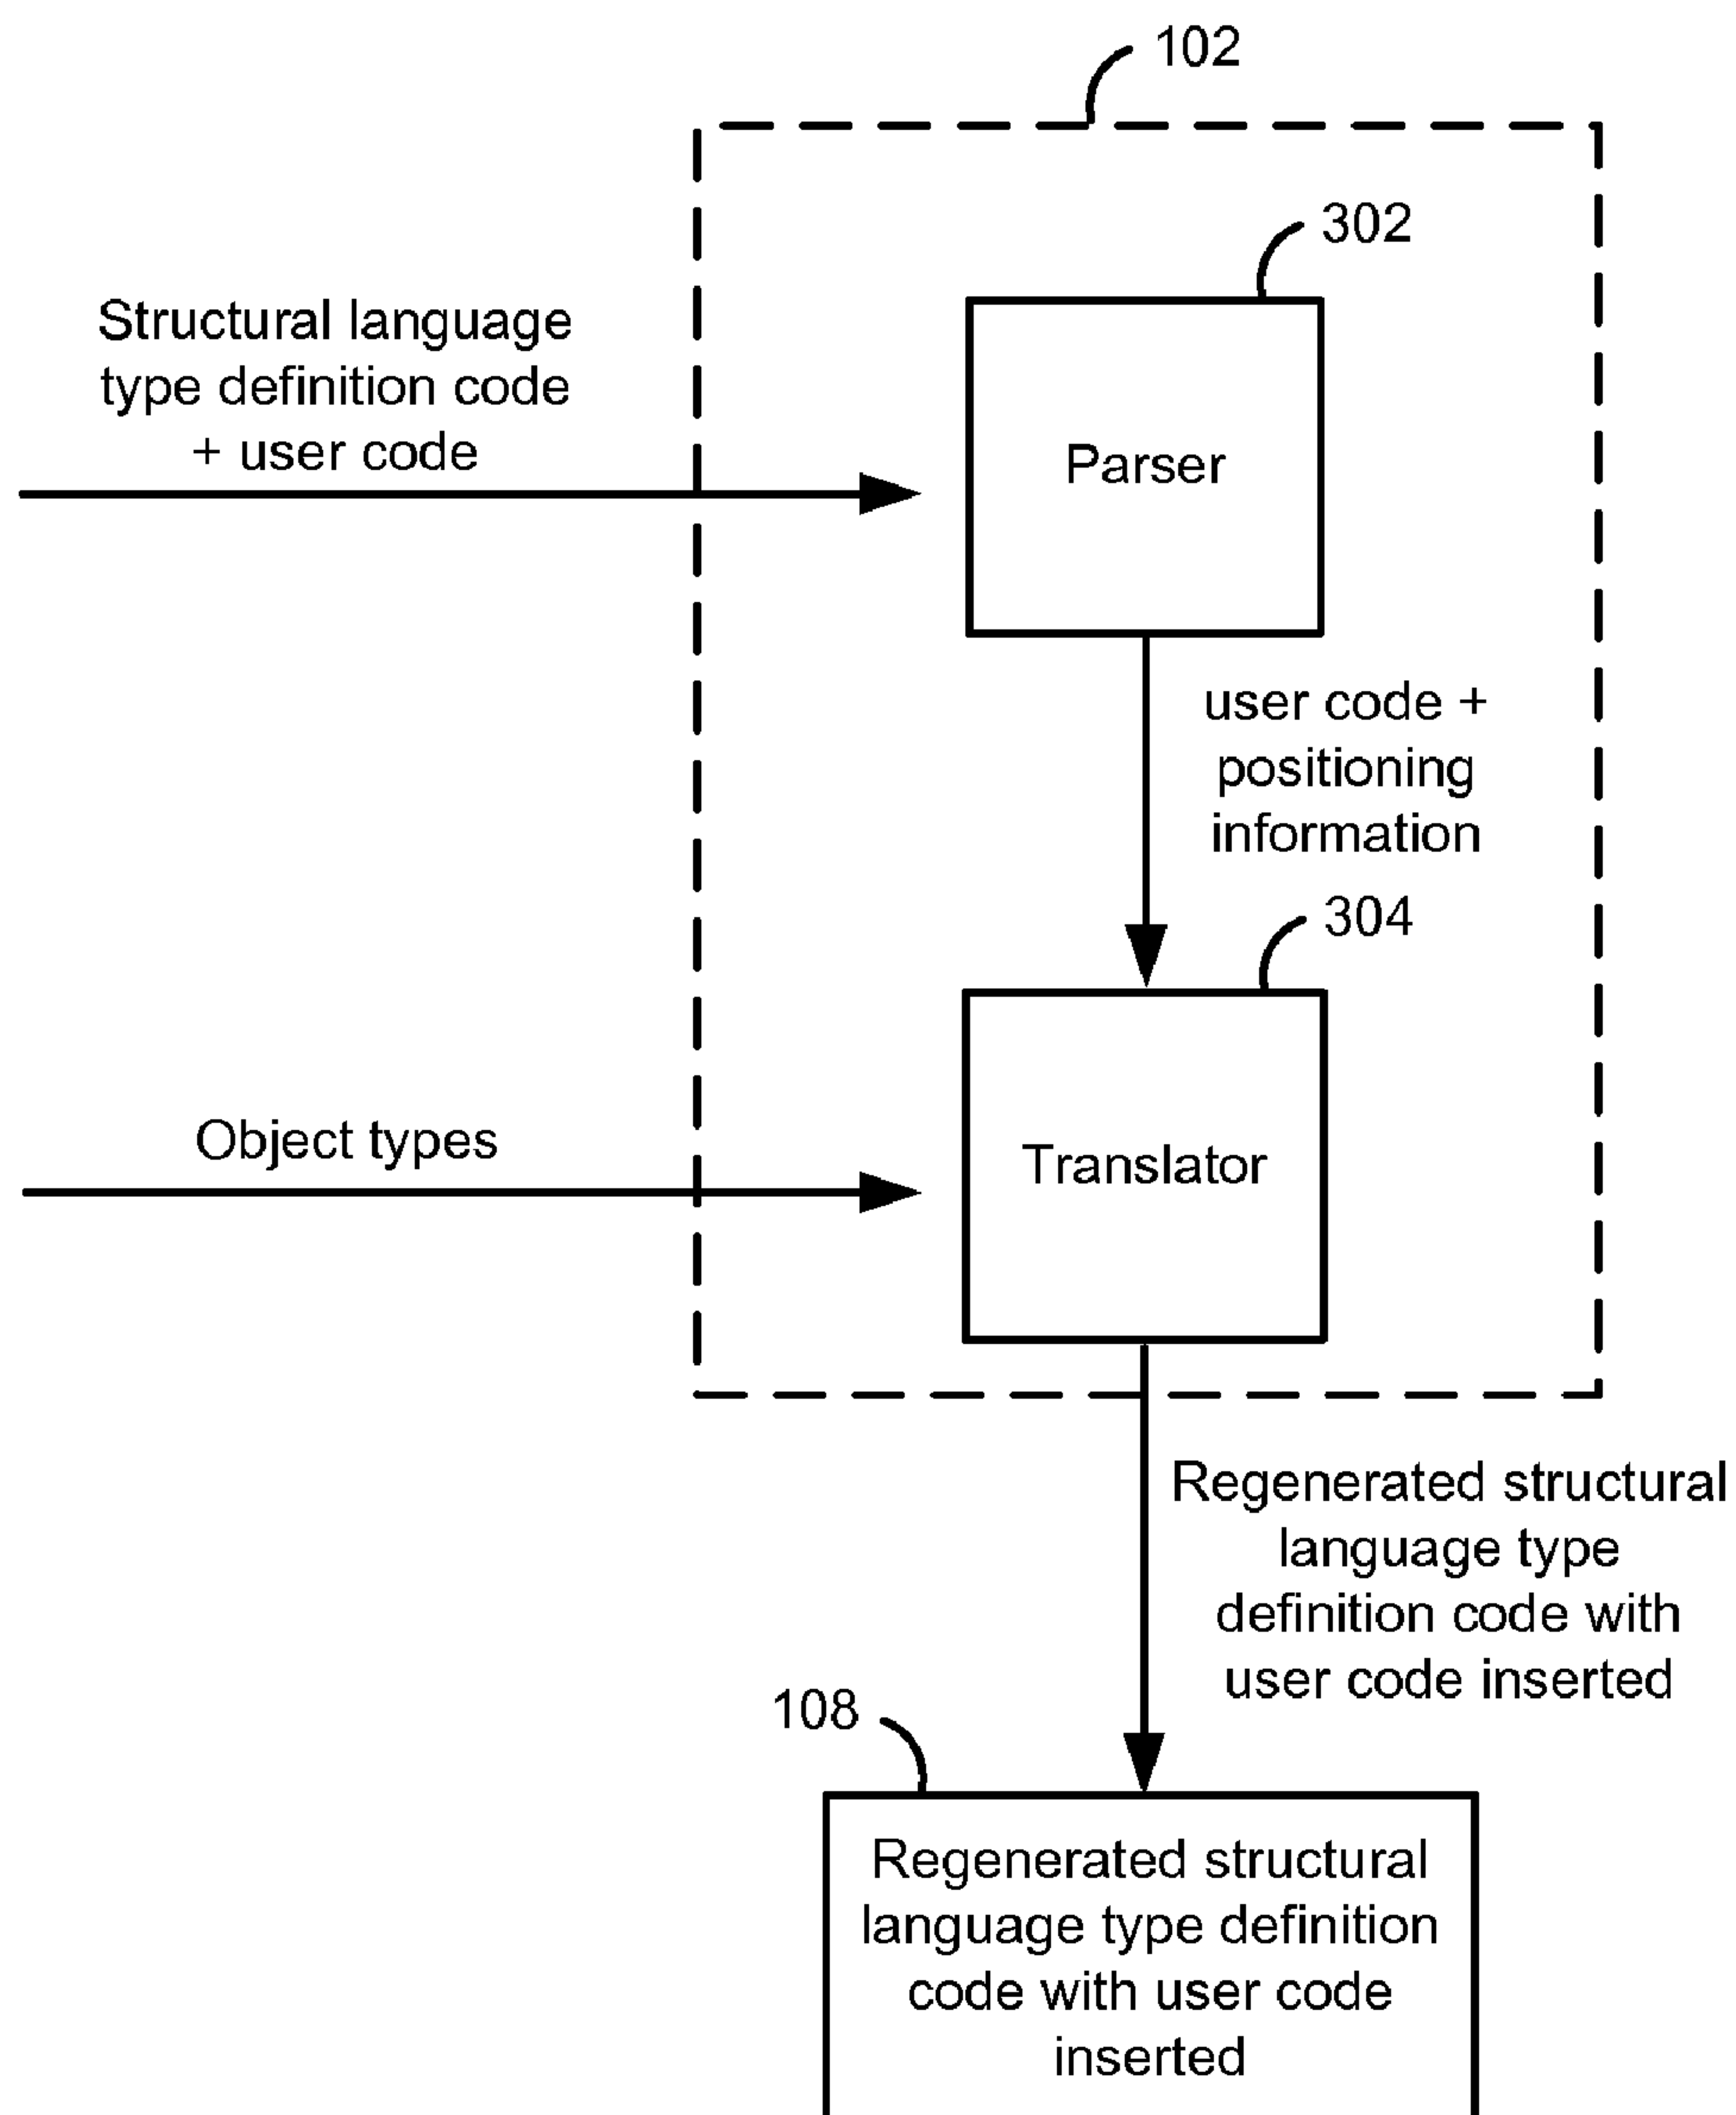 102
302
Structural language
type definition code
+ user code
Parser
user code +
positioning
information
304
Object types
Translator
Regenerated structural
language type
definition code with
user code inserted
108
Regenerated structural
language type definition
code with user code
inserted